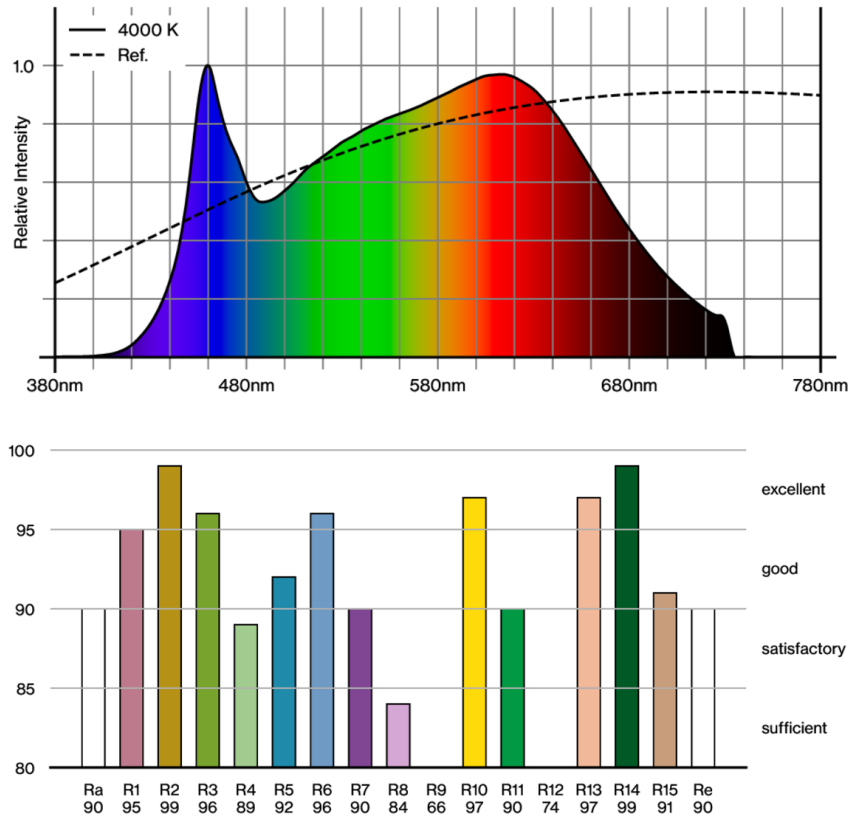 4000 K
Ref.
1.0
Relative Intensity
380nm 480nm 580nm 680nm 780nm
100
excellent
95
good
90
satisfactory
85
sufficient
80
Ra R1 R2 R3 R4 R5 R6 R7 R8 R9 R10 R11 R12 R13 R14 R15 Re
90 95 99 96 89 92 96 90 84 66 97 90 74 97 99 91 90